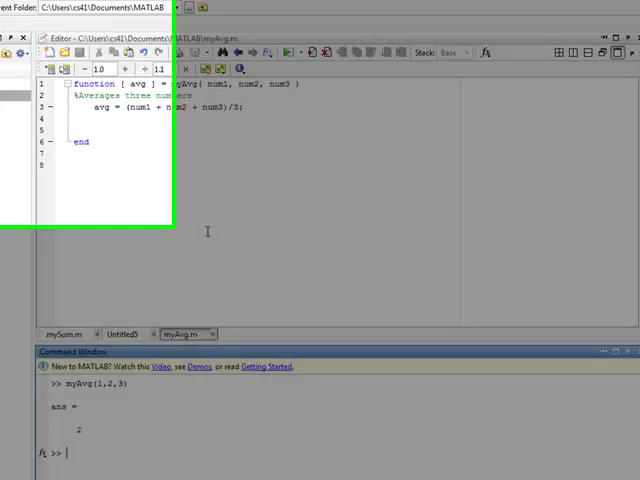 rent Folder: C:\Users\cs41\Documents\MATLAB
Editor - C:\Users\cs41\Documents\MATLAB\myAvg.m
Stack: Base
1.0
1.1
1 function [ avg ] = myAvg( num1, num2, num3 )
2 %Averages three numbers
3 avg = (num1 + num2 + num3)/3;
4
5
6 end
7
8
mySum.m Untitled5 myAvg.m
Command Window
New to MATLAB? Watch this Video, see Demos, or read Getting Started.
>> myAvg(1,2,3)
ans =
2
fx >>